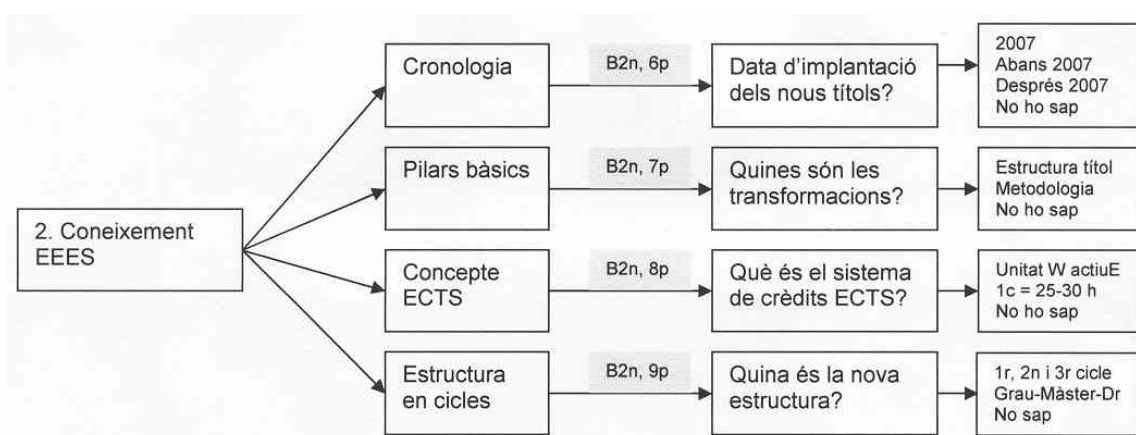 2. Coneixement
EEES
Cronologia
B2n, 6p
Data d'implantació
dels nous títols?
2007
Abans 2007
Després 2007
No ho sap
Pilars bàsics
B2n, 7p
Quines són les
transformacions?
Estructura títol
Metodologia
No ho sap
Concepte
ECTS
B2n, 8p
Què és el sistema
de crèdits ECTS?
Unitat W actiuE
1c = 25-30 h
No ho sap
Estructura
en cicles
B2n, 9p
Quina és la nova
estructura?
1r, 2n i 3r cicle
Grau-Màster-Dr
No sap